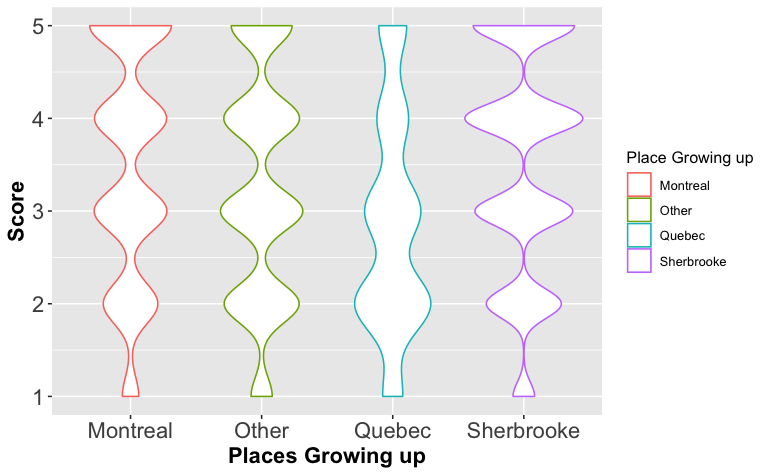 5
4
3
2
1
Score
Montreal
Other
Quebec
Sherbrooke
Places Growing up
Place Growing up
Montreal
Other
Quebec
Sherbrooke